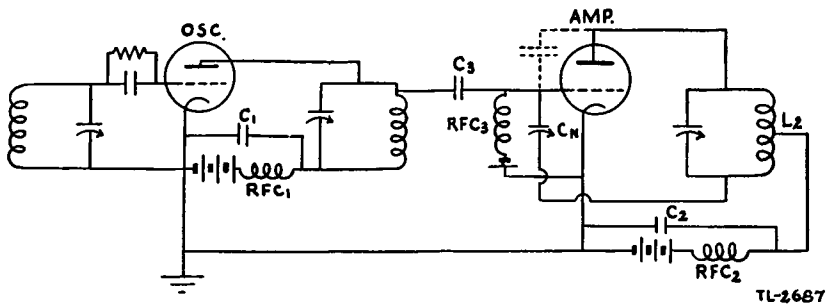 OSC.
AMP.
C3
C1
RFC3
CN
L2
RFC1
C2
RFC2
TL-2687